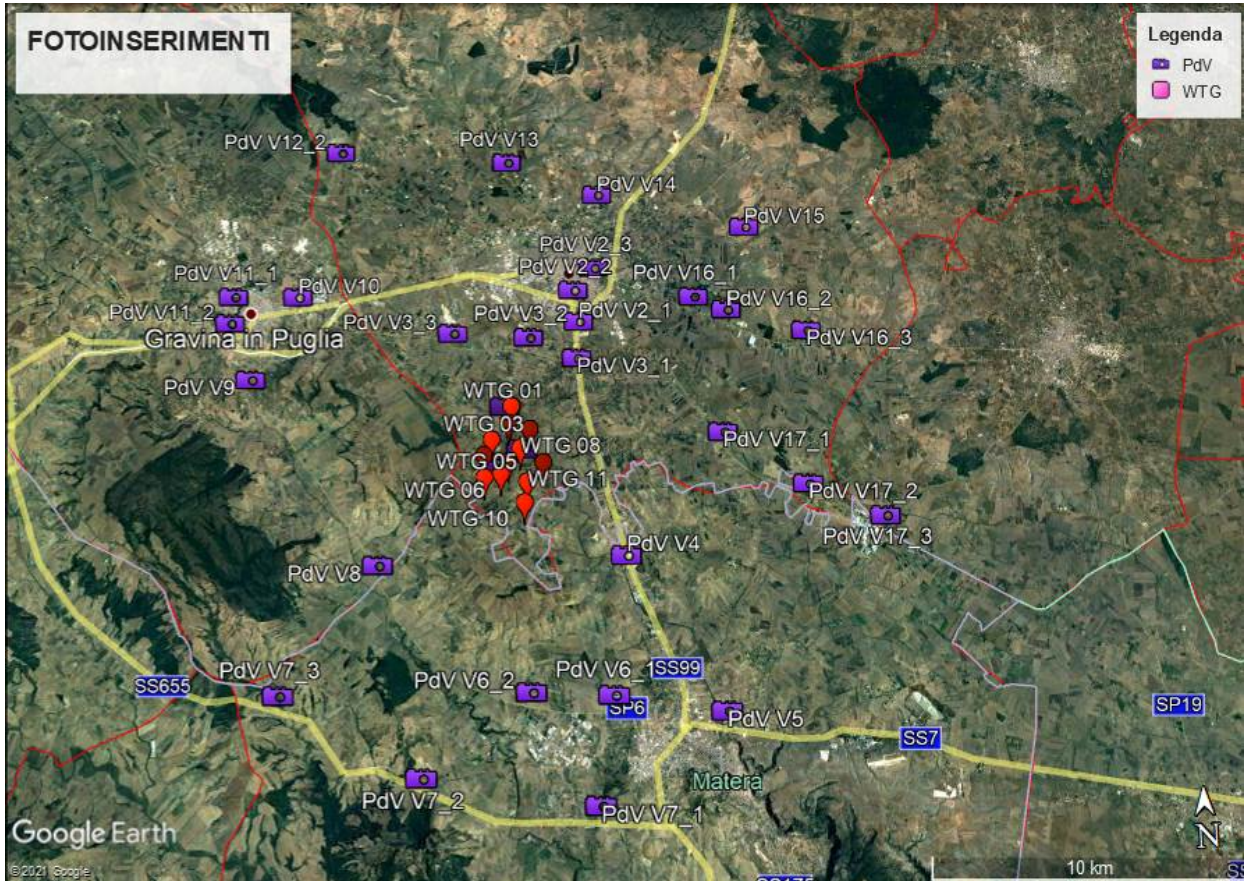 FOTOINSERIMENTI
Legenda
PdV
WTG
PdV V12_2
PdV V13
PdV V14
PdV V15
PdV V2_3
PdV V2_2
PdV V11_1
PdV V10
PdV V16_1
PdV V16_2
PdV V11_2
PdV V3_3
PdV V3_2
PdV V2_1
PdV V16_3
Gravina in Puglia
PdV V3_1
PdV V9
WTG 01
WTG 03
WTG 08
PdV V17_1
WTG 05
WTG 11
WTG 06
PdV V17_2
WTG 10
PdV V17_3
PdV V4
PdV V8
PdV V7_3
PdV V6_2
PdV V6_1
SS99
SS655
SP6
PdV V5
SP19
SS7
Matera
PdV V7_2
PdV V7_1
Google Earth
N
© 2021 Google
10 km